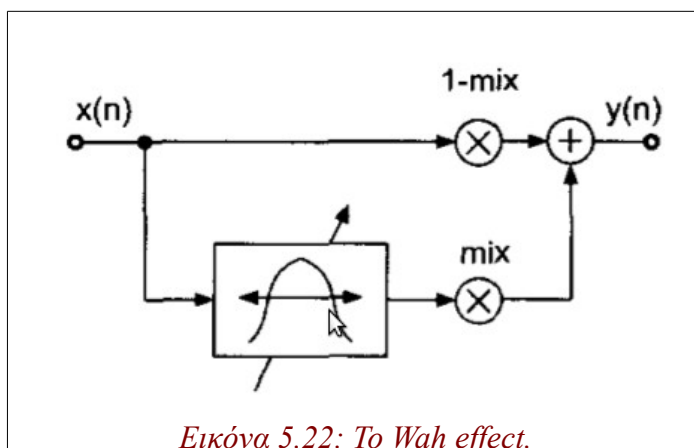 1-mix
x(n)
y(n)
mix
Εικόνα 5.22: Το Wah effect.